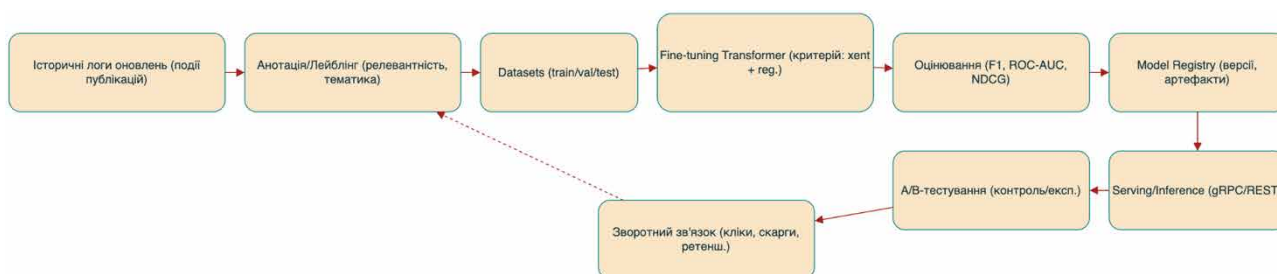 Історичні логи оновлень (події
публікацій)
Анотація/Лейблінг (релевантність,
тематика)
Datasets (train/val/test)
Fine-tuning Transformer (критерій: xent
+ reg.)
Оцінювання (F1, ROC-AUC,
NDCG)
Model Registry (версії,
артефакти)
Serving/Inference (gRPC/REST
A/B-тестування (контроль/експ.)
Зворотний зв'язок (кліки, скарги,
ретенш.)